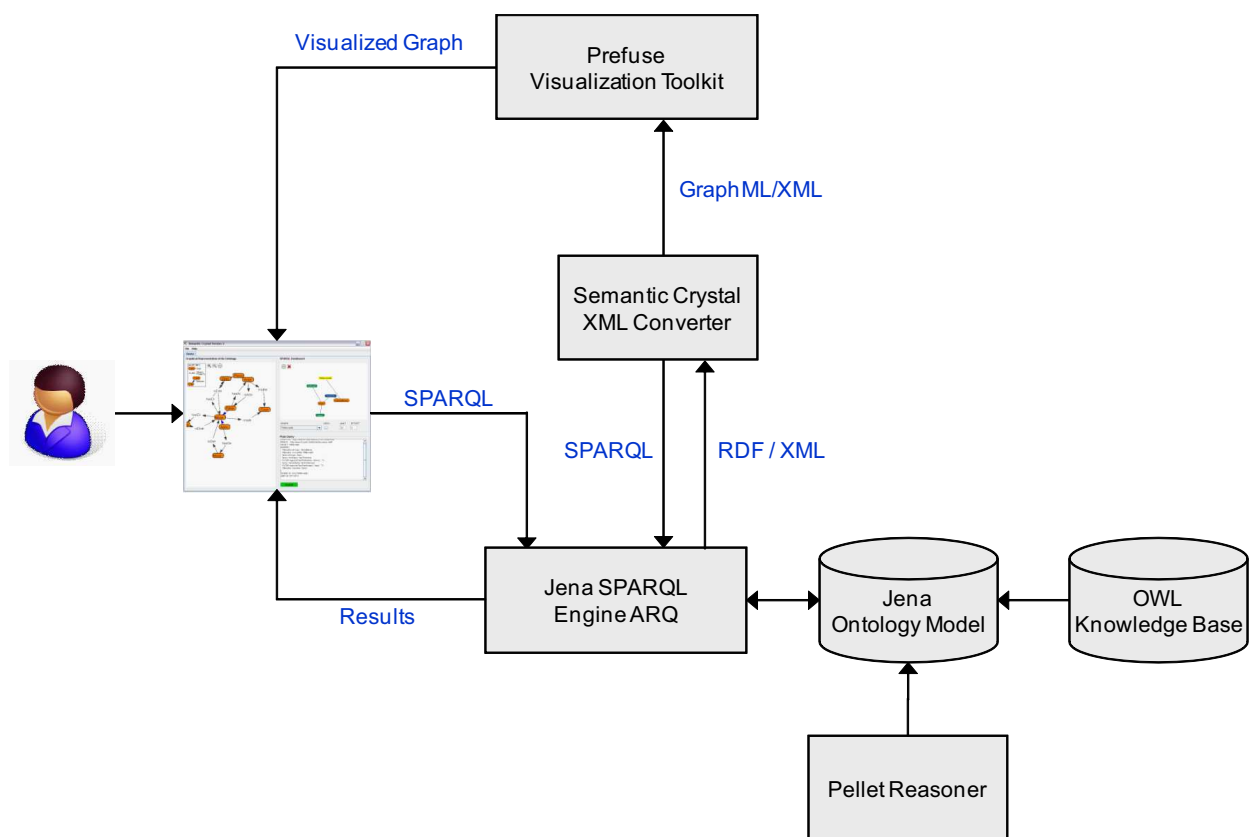 Visualized Graph
Prefuse
Visualization Toolkit
GraphML/XML
Semantic Crystal
XML Converter
SPARQL
SPARQL
RDF / XML
Jena SPARQL
Engine ARQ
Results
Jena
Ontology Model
OWL
Knowledge Base
Pellet Reasoner